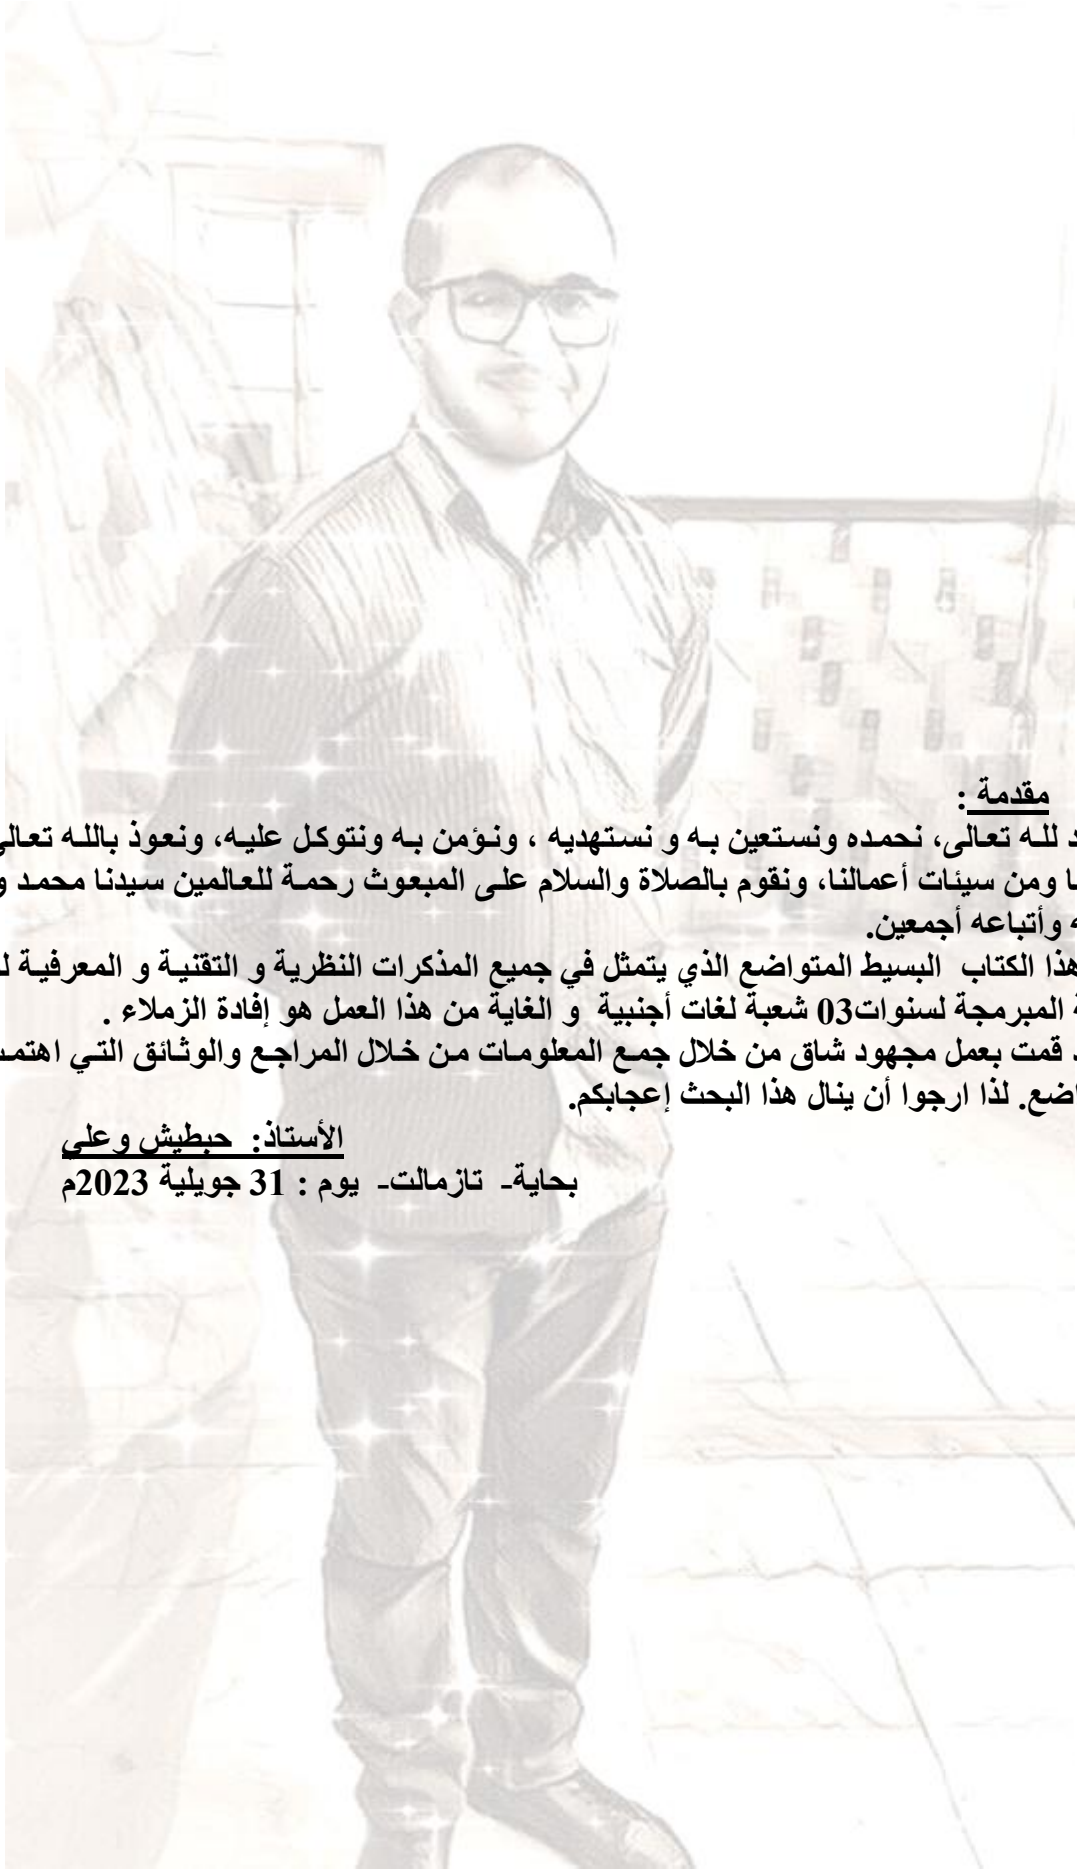 مقدمة :
لله تعالى، نحمده ونستعين به و نستهديه ، ونؤمن به ونتوكل عليه، ونعوذ بالله تعالى
ومن سيئات أعمالنا، ونقوم بالصلاة والسلام على المبعوث رحمة للعالمين سيدنا محمد و
وأتباعه أجمعين.
هذا الكتاب البسيط المتواضع الذي يتمثل في جميع المذكرات النظرية و التقنية و المعرفية
المبرمجة لسنوات03 شعبة لغات أجنبية و الغاية من هذا العمل هو إفادة الزملاء .
قمت بعمل مجهود شاق من خلال جمع المعلومات من خلال المراجع والوثائق التي
لذا ارجوا أن ينال هذا البحث إعجابكم.
الأستاذ: حبطيش وعلي
بحاية- تازمالت- يوم : 31 جويلية 2023م